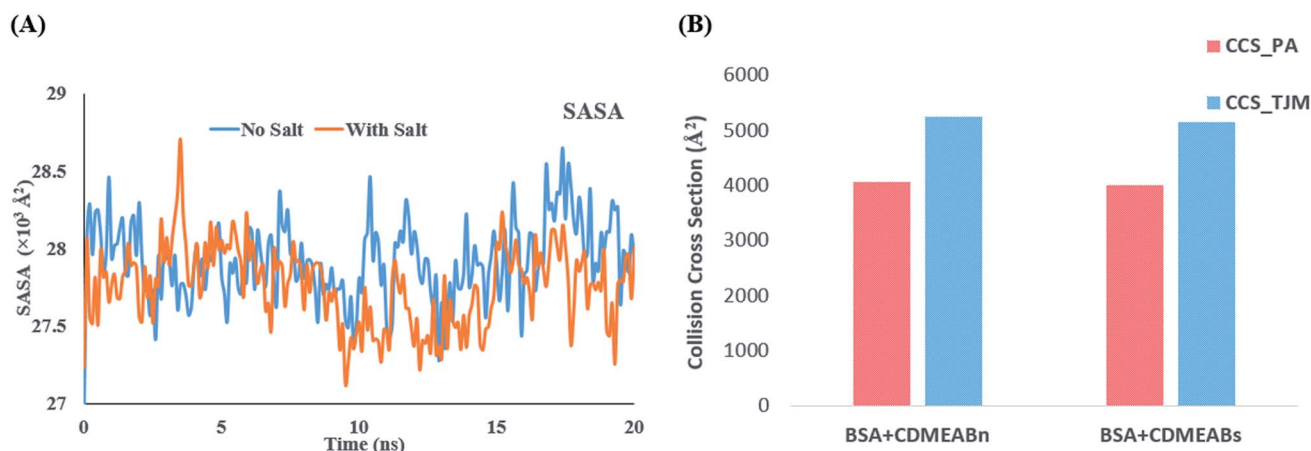 (A)
SASA
No Salt With Salt
SASA (×10³ Å²)
29
28.5
28
27.5
27
0 5 10 15 20
Time (ns)
(B)
CCS_PA
CCS_TJM
Collision Cross Section (Å²)
6000
5000
4000
3000
2000
1000
0
BSA+CDMEABn BSA+CDMEABs